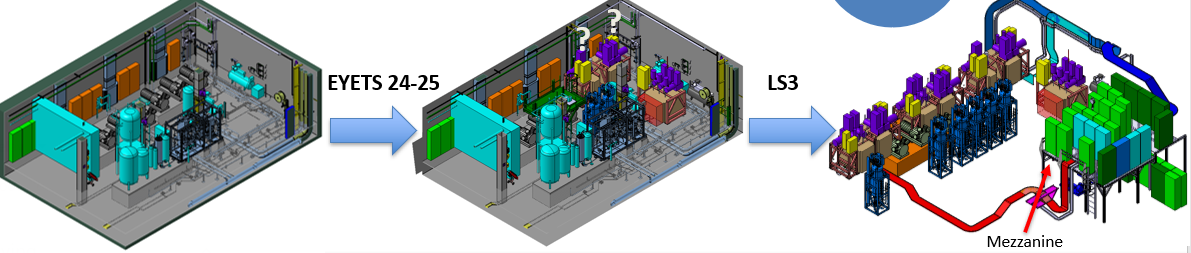 ? ?
EYETS 24-25
LS3
Mezzanine